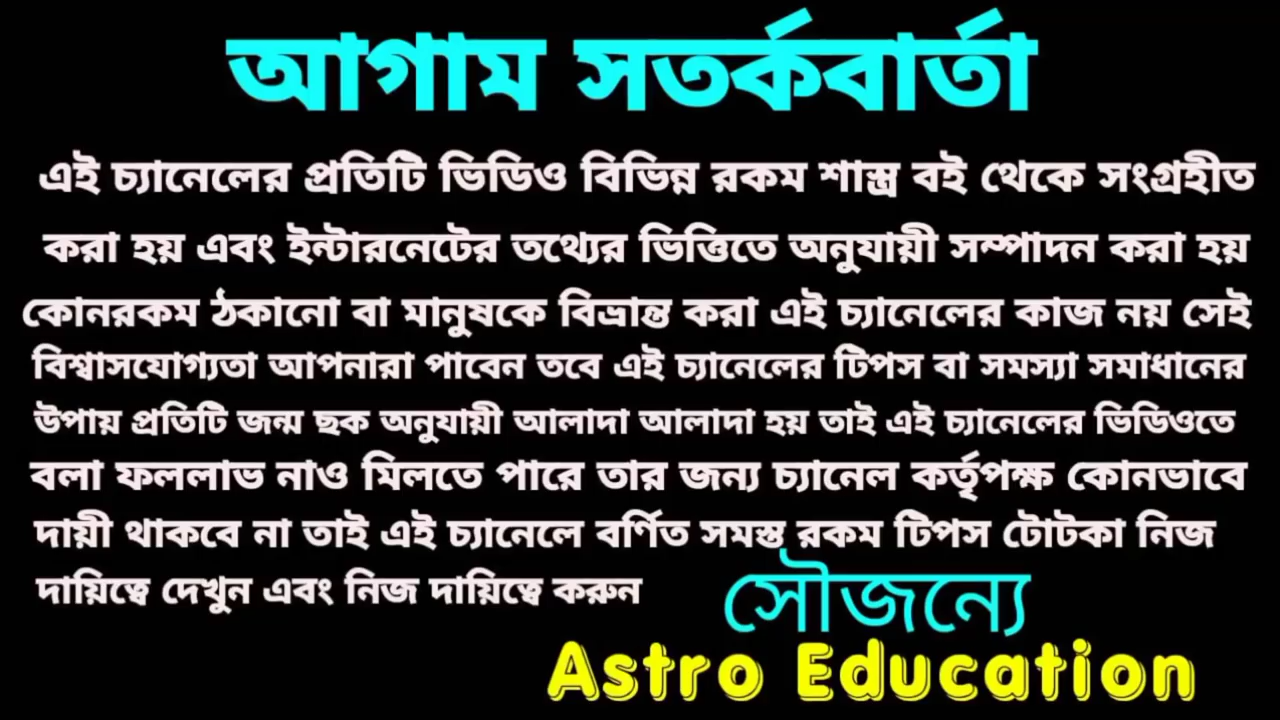 আগাম সতর্কবার্তা
এই চ্যানেলের প্রতিটি ভিডিও বিভিন্ন রকম শাস্ত্র বই থেকে সংগ্রহীত
করা হয় এবং ইন্টারনেটের তথ্যের ভিত্তিতে অনুযায়ী সম্পাদন করা হয়
কোনরকম ঠকানো বা মানুষকে বিভ্রান্ত করা এই চ্যানেলের কাজ নয় সেই
বিশ্বাসযোগ্যতা আপনারা পাবেন তবে এই চ্যানেলের টিপস বা সমস্যা সমাধানের
উপায় প্রতিটি জন্ম ছক অনুযায়ী আলাদা আলাদা হয় তাই এই চ্যানেলের ভিডিওতে
বলা ফললাভ নাও মিলতে পারে তার জন্য চ্যানেল কর্তৃপক্ষ কোনভাবে
দায়ী থাকবে না তাই এই চ্যানেলে বর্ণিত সমস্ত রকম টিপস টোটকা নিজ
দায়িত্বে দেখুন এবং নিজ দায়িত্বে করুন
সৌজন্যে
Astro Education